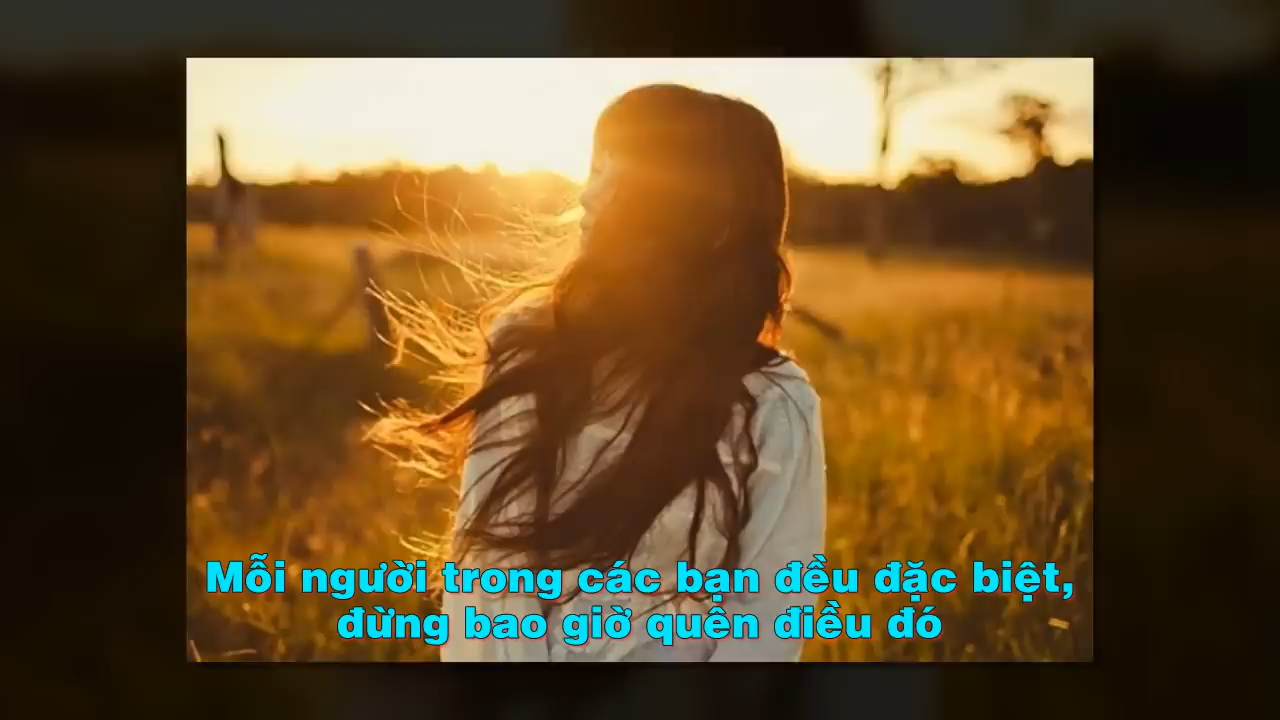 Mỗi người trong các bạn đều đặc biệt,
đừng bao giờ quên điều đó